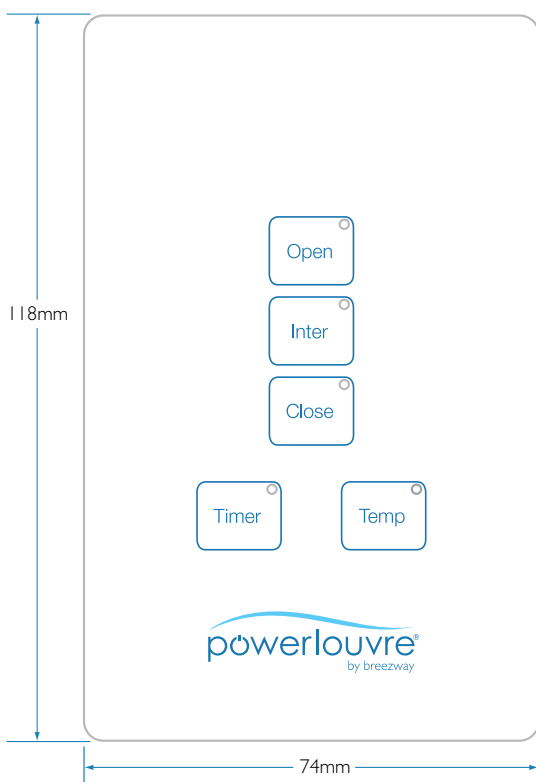 Open
Inter
118mm
Close
Timer
Temp
powerlouvre®
by breezway
74mm